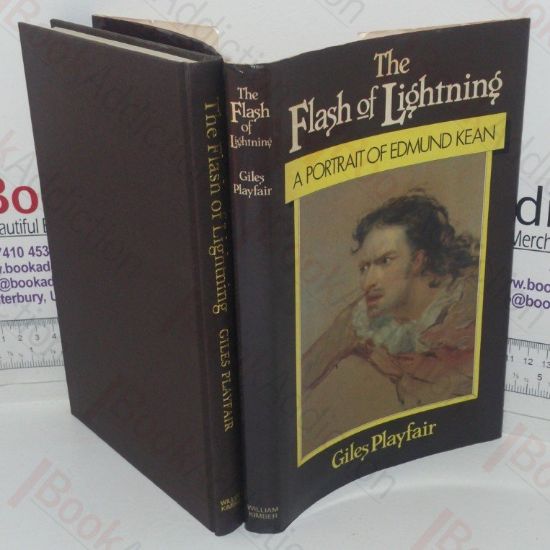 The
Flash of Lightning
A PORTRAIT OF EDMUND KEAN
Giles Playfair
The
Flash
of
Lightning
Giles
Playfair
WILLIAM
KIMBER
The Flash of Lightning GILES PLAYFAIR
KIMBER